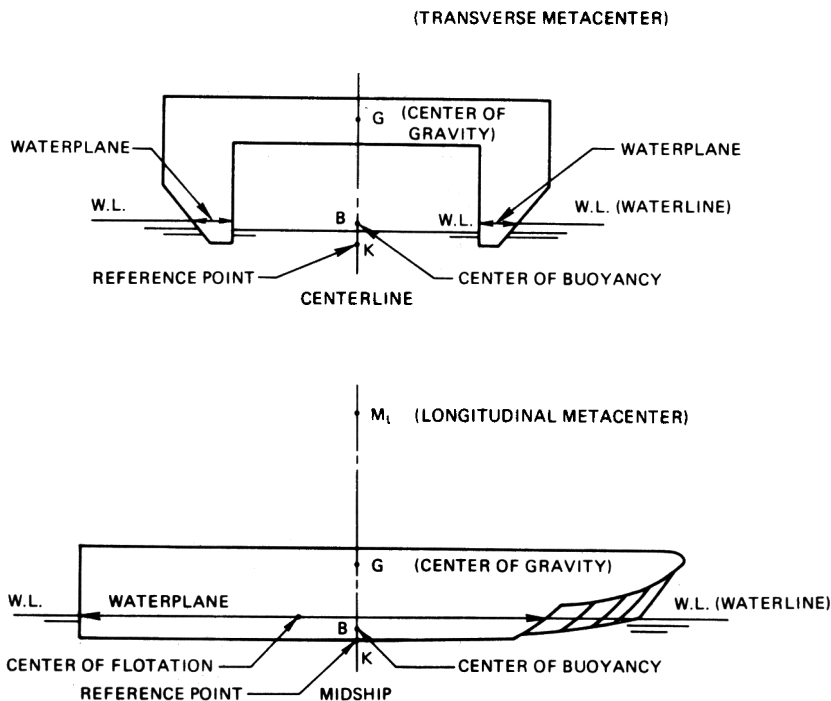 (TRANSVERSE METACENTER)
G (CENTER OF
GRAVITY)
WATERPLANE
WATERPLANE
W.L.
B
W.L.
W.L. (WATERLINE)
K
REFERENCE POINT
CENTER OF BUOYANCY
CENTERLINE
Mι (LONGITUDINAL METACENTER)
G (CENTER OF GRAVITY)
W.L.
WATERPLANE
W.L. (WATERLINE)
B
CENTER OF FLOTATION
K
CENTER OF BUOYANCY
REFERENCE POINT
MIDSHIP